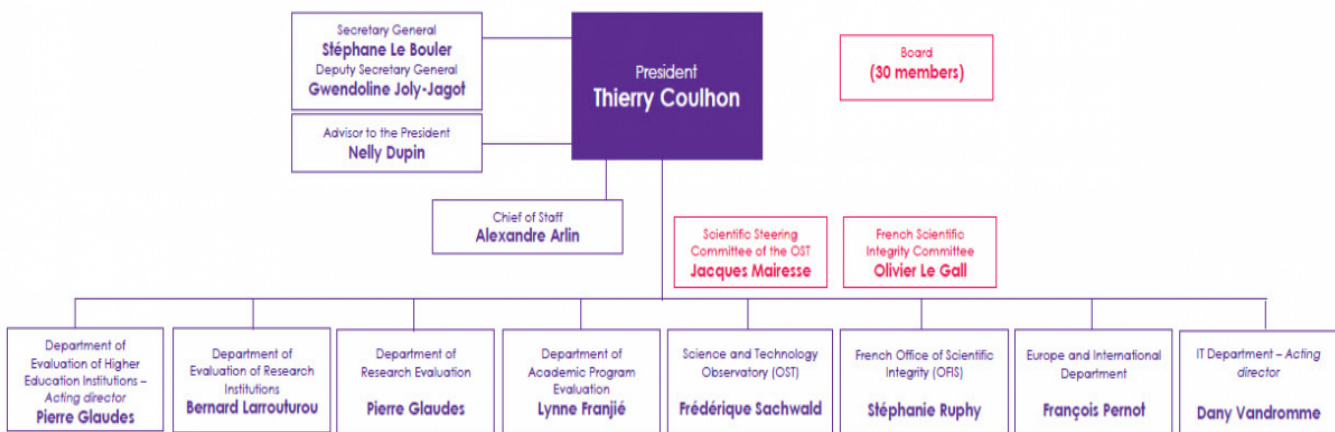 Secretary General
Stéphane Le Bouler
Deputy Secretary General
Gwendoline Joly-Jagot
Advisor to the President
Nelly Dupin
President
Thierry Coulhon
Board
(30 members)
Chief of Staff
Alexandre Arlin
Scientific Steering
Committee of the OST
Jacques Mairesse
French Scientific
Integrity Committee
Olivier Le Gall
Department of
Evaluation of Higher
Education Institutions –
Acting director
Pierre Glaudes
Department of
Evaluation of Research
Institutions
Bernard Larrouturou
Department of
Research Evaluation
Pierre Glaudes
Department of
Academic Program
Evaluation
Lynne Franjié
Science and Technology
Observatory (OST)
Frédérique Sachwald
French Office of Scientific
Integrity (OFIS)
Stéphanie Ruphy
Europe and International
Department
François Pernot
IT Department – Acting
director
Dany Vandromme